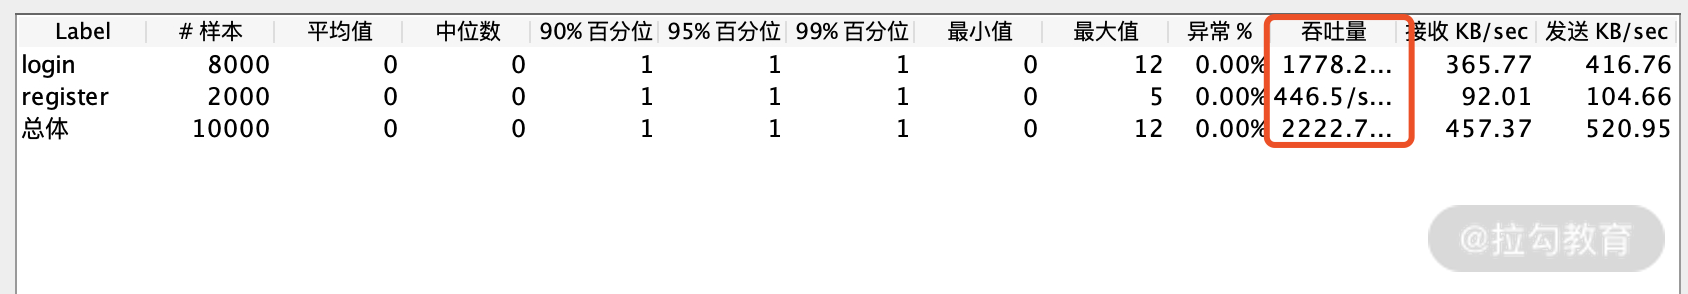 Label # 样本 平均值 中位数 90% 百分位 95% 百分位 99% 百分位 最小值 最大值 异常 % 吞吐量 接收 KB/sec 发送 KB/sec
login 8000 0 0 1 1 1 0 12 0.00% 1778.2... 365.77 416.76
register 2000 0 0 1 1 1 0 5 0.00% 446.5/s... 92.01 104.66
总体 10000 0 0 1 1 1 0 12 0.00% 2222.7... 457.37 520.95
@拉勾教育